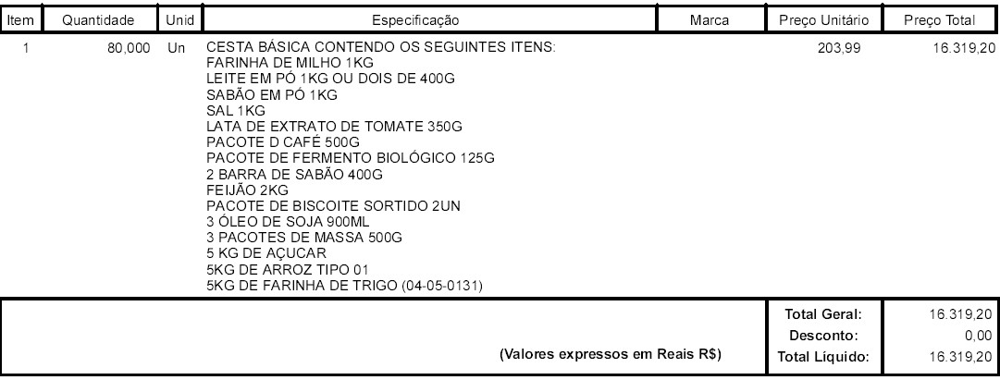 Item Quantidade Unid Especificação Marca Preço Unitário Preço Total
1 80,000 Un CESTA BÁSICA CONTENDO OS SEGUINTES ITENS: 203,99 16.319,20
FARINHA DE MILHO 1KG
LEITE EM PÓ 1KG OU DOIS DE 400G
SABÃO EM PÓ 1KG
SAL 1KG
LATA DE EXTRATO DE TOMATE 350G
PACOTE D CAFÉ 500G
PACOTE DE FERMENTO BIOLÓGICO 125G
2 BARRA DE SABÃO 400G
FEIJÃO 2KG
PACOTE DE BISCOITE SORTIDO 2UN
3 ÓLEO DE SOJA 900ML
3 PACOTES DE MASSA 500G
5 KG DE AÇUCAR
5KG DE ARROZ TIPO 01
5KG DE FARINHA DE TRIGO (04-05-0131)
Total Geral: 16.319,20
Desconto: 0,00
(Valores expressos em Reais R$) Total Líquido: 16.319,20